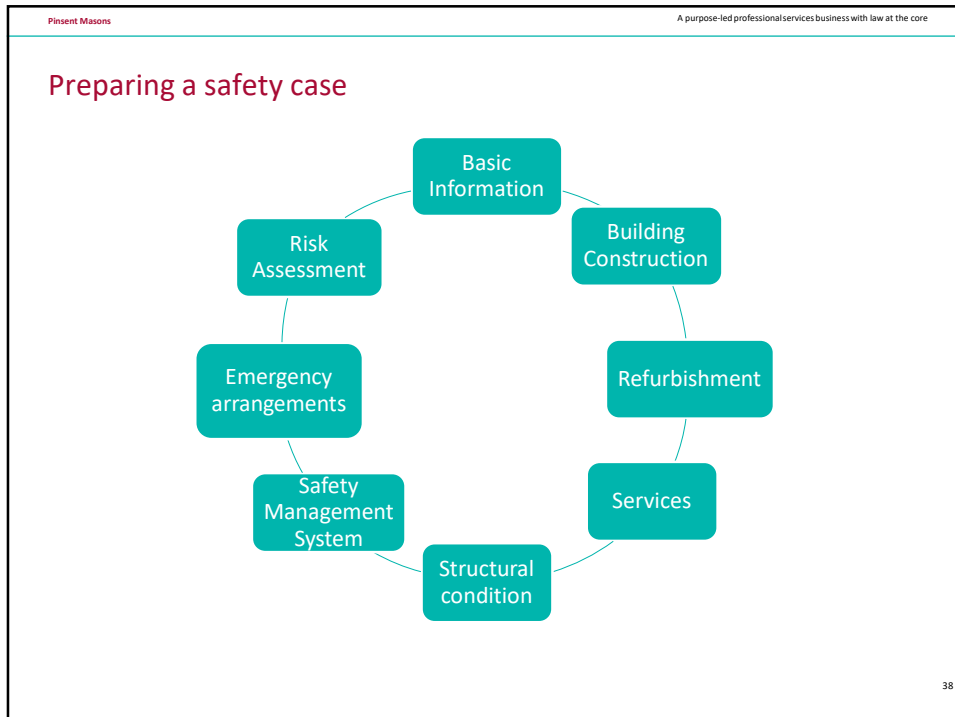 Pinsent Masons
A purpose-led professional services business with law at the core
Preparing a safety case
Basic
Information
Building
Construction
Refurbishment
Services
Structural
condition
Safety
Management
System
Emergency
arrangements
Risk
Assessment
38